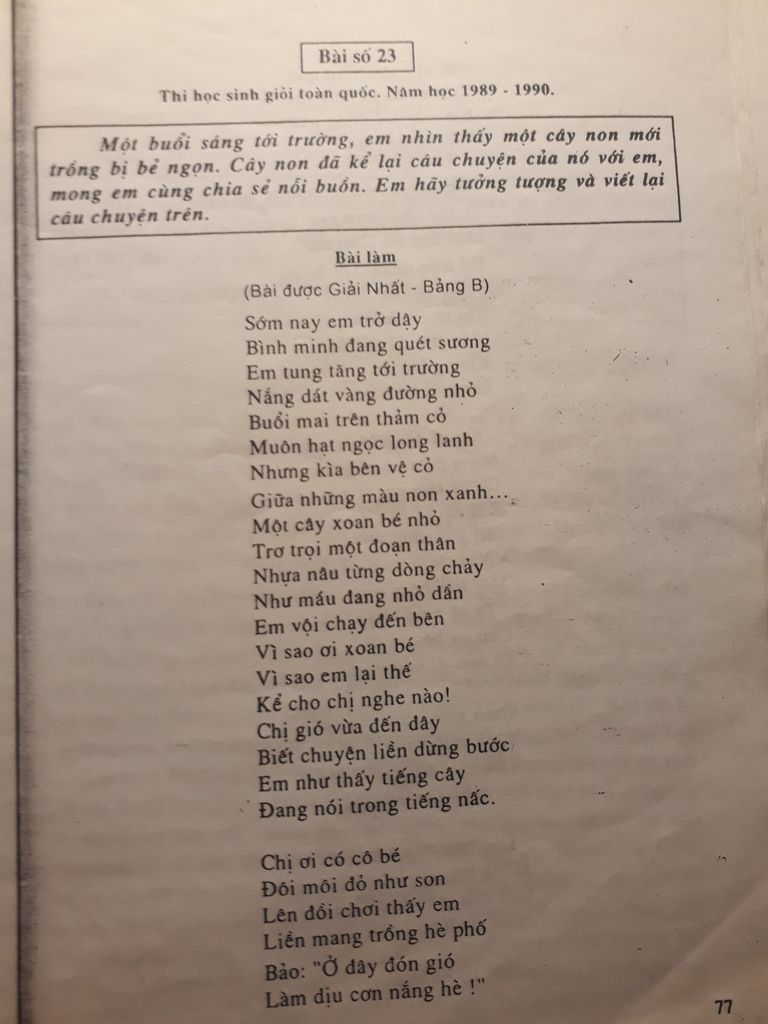 Bài số 23
Thi học sinh giỏi toàn quốc. Năm học 1989 - 1990.
Một buổi sáng tới trường, em nhìn thấy một cây non mới
trồng bị bẻ ngọn. Cây non đã kể lại câu chuyện của nó với em,
mong em cùng chia sẻ nỗi buồn. Em hãy tưởng tượng và viết lại
câu chuyện trên.
Bài làm
(Bài được Giải Nhất - Bảng B)
Sớm nay em trở dậy
Bình minh đang quét sương
Em tung tăng tới trường
Nắng dát vàng đường nhỏ
Buổi mai trên thảm cỏ
Muôn hạt ngọc long lanh
Nhưng kìa bên vệ cỏ
Giữa những màu non xanh...
Một cây xoan bé nhỏ
Trơ trọi một đoạn thân
Nhựa nâu từng dòng chảy
Như máu đang nhỏ dần
Em vội chạy đến bên
Vì sao ơi xoan bé
Vì sao em lại thế
Kể cho chị nghe nào!
Chị gió vừa đến đây
Biết chuyện liền dừng bước
Em như thấy tiếng cây
Đang nói trong tiếng nấc.
Chị ơi có cô bé
Đôi môi đỏ như son
Lên đồi chơi thấy em
Liền mang trồng hè phố
Bảo: "Ở đây đón gió
Làm dịu cơn nắng hè !"
77